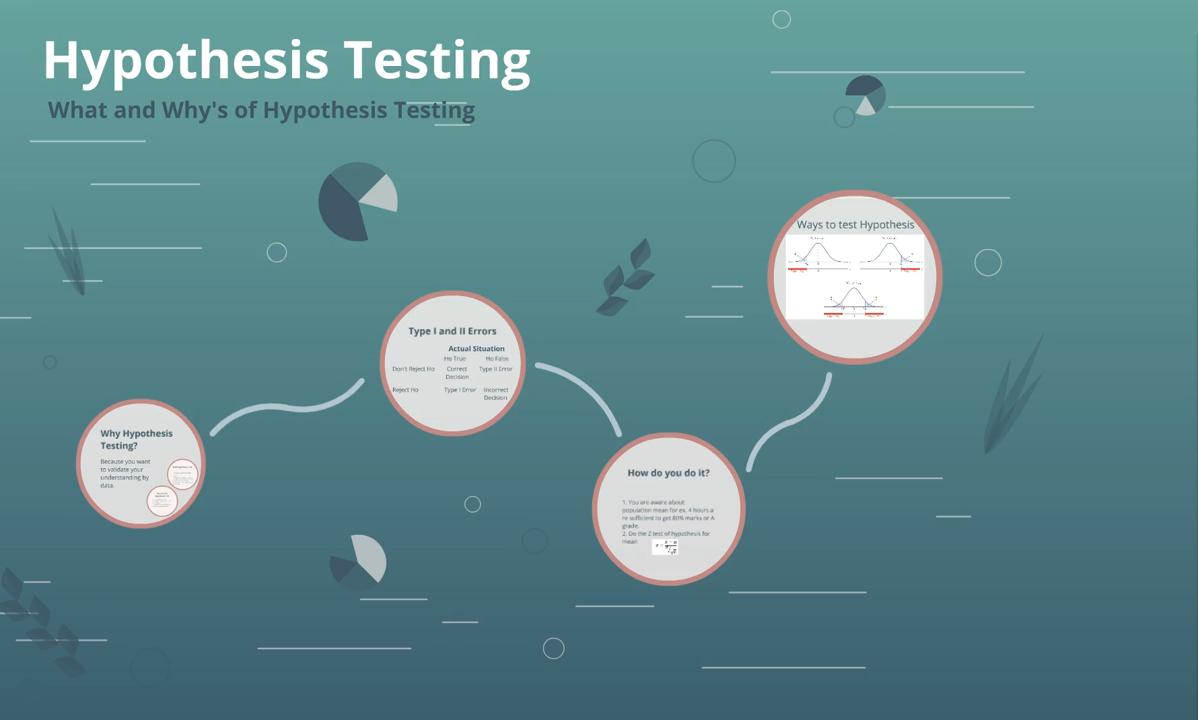 Hypothesis Testing
What and Why's of Hypothesis Testing
Why Hypothesis
Testing?
Because you want
to validate your
understanding by
data.
Type I and II Errors
Actual Situation
Ho True Ho False
Don't Reject Ho Correct Type II Error
Decision
Reject Ho Type I Error Incorrect
Decision
How do you do it?
1. You are aware about
population mean for ex. 4 hours a
re sufficient to get 80% marks or A
grade.
2. Do the Z test of hypothesis for
mean
Ways to test Hypothesis